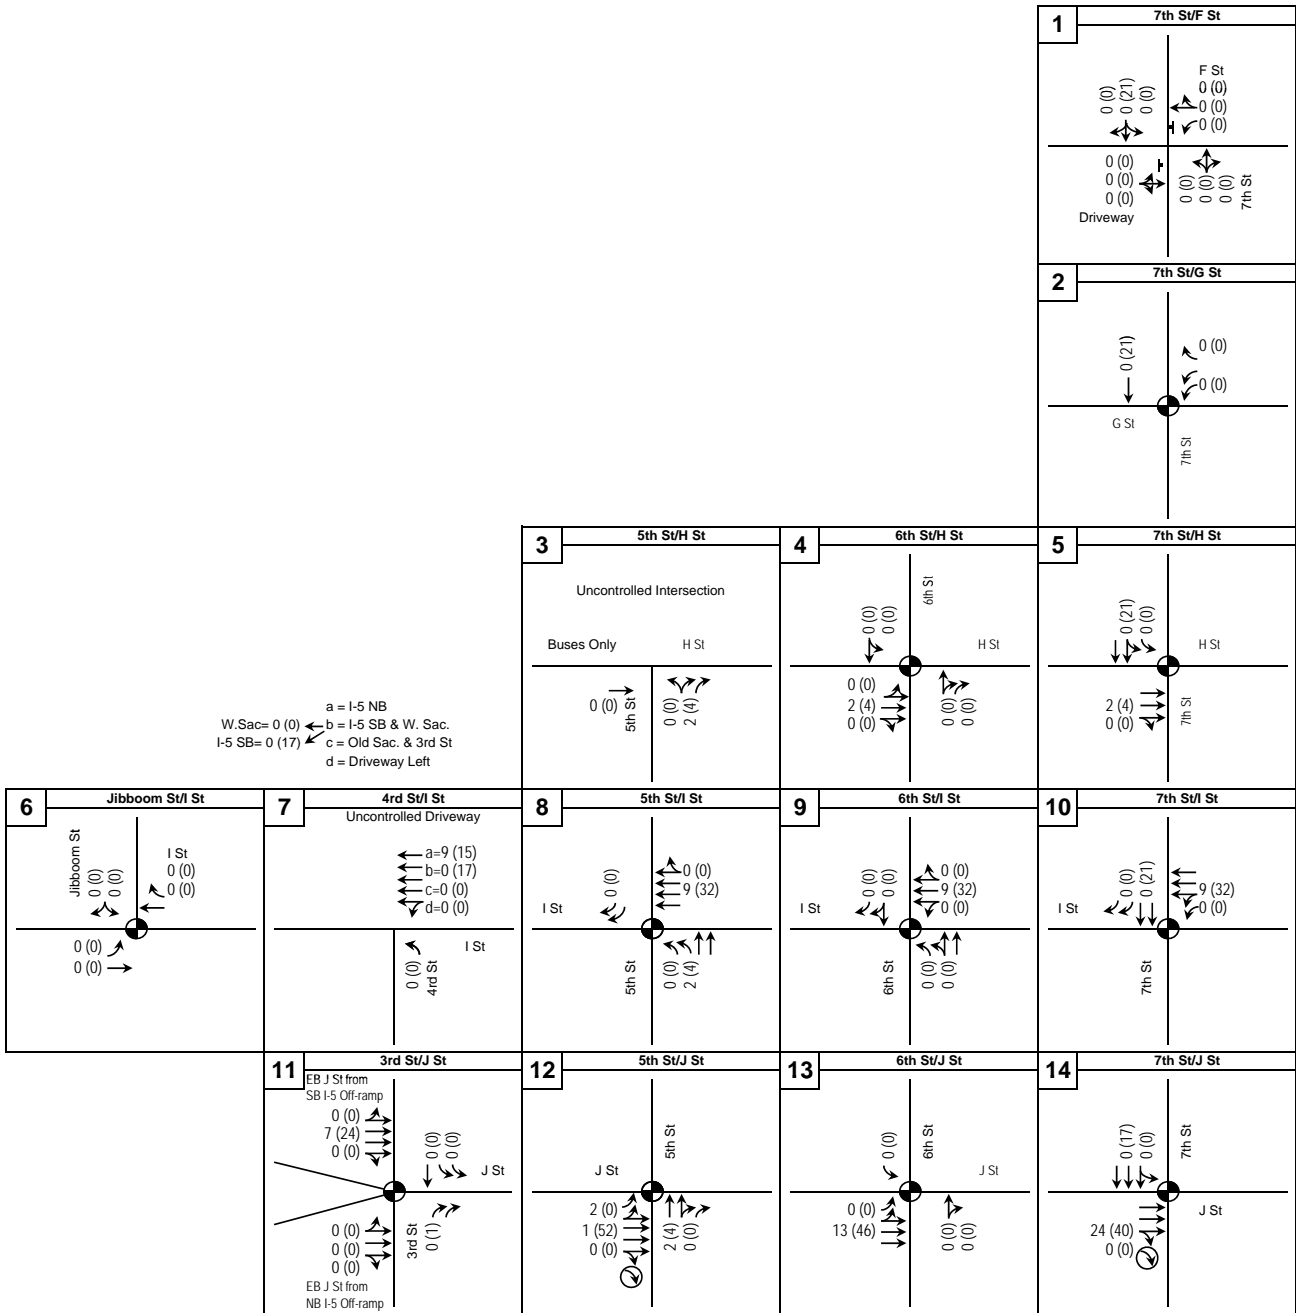 1
7th St/F St
F St
0 (0)
0 (21)
0 (0)
0 (0)
0 (0)
0 (0)
0 (0)
0 (0)
0 (0)
0 (0)
0 (0)
0 (0)
7th St
Driveway
2
7th St/G St
0 (21)
0 (0)
0 (0)
G St
7th St
3
5th St/H St
Uncontrolled Intersection
Buses Only
H St
0 (0)
5th St
0 (0)
2 (4)
4
6th St/H St
6th St
0 (0)
0 (0)
H St
0 (0)
2 (4)
0 (0)
0 (0)
0 (0)
5
7th St/H St
0 (21)
0 (0)
H St
2 (4)
0 (0)
7th St
a = I-5 NB
W.Sac= 0 (0)
b = I-5 SB & W. Sac.
I-5 SB= 0 (17)
c = Old Sac. & 3rd St
d = Driveway Left
6
Jibboom St/I St
Jibboom St
0 (0)
0 (0)
I St
0 (0)
0 (0)
0 (0)
0 (0)
7
4rd St/I St
Uncontrolled Driveway
a=9 (15)
b=0 (17)
c=0 (0)
d=0 (0)
I St
0 (0)
4rd St
8
5th St/I St
0 (0)
0 (0)
9 (32)
I St
5th St
0 (0)
2 (4)
9
6th St/I St
0 (0)
0 (0)
0 (0)
9 (32)
0 (0)
I St
6th St
0 (0)
0 (0)
10
7th St/I St
0 (0)
0 (21)
9 (32)
0 (0)
I St
7th St
11
3rd St/J St
EB J St from
SB I-5 Off-ramp
0 (0)
7 (24)
0 (0)
0 (0)
0 (0)
J St
0 (0)
0 (0)
0 (0)
3rd St
0 (1)
EB J St from
NB I-5 Off-ramp
12
5th St/J St
5th St
J St
2 (0)
1 (52)
0 (0)
2 (4)
0 (0)
13
6th St/J St
0 (0)
6th St
J St
0 (0)
13 (46)
0 (0)
0 (0)
14
7th St/J St
0 (17)
0 (0)
7th St
J St
24 (40)
0 (0)